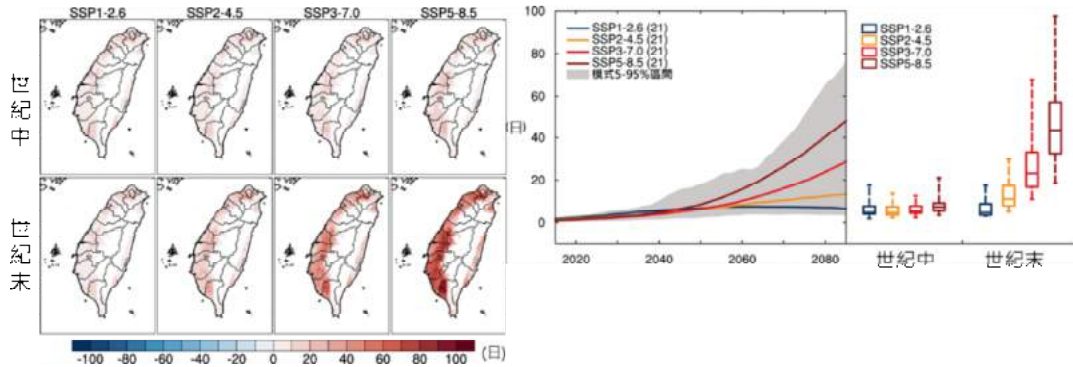 SSP1-2.6 SSP2-4.5 SSP3-7.0 SSP5-8.5
世紀中
世紀末
-100 -80 -60 -40 -20 0 20 40 60 80 100 (日)
100
80
60
40
20
0
(日)
SSP1-2.6 (21)
SSP2-4.5 (21)
SSP3-7.0 (21)
SSP5-8.5 (21)
模式5-95%區間
2020 2040 2060 2080
SSP1-2.6
SSP2-4.5
SSP3-7.0
SSP5-8.5
世紀中 世紀末